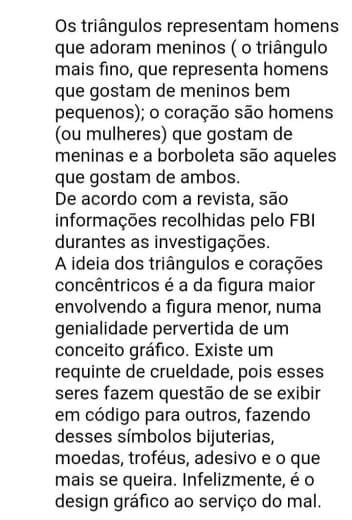 Os triângulos representam homens
que adoram meninos ( o triângulo
mais fino, que representa homens
que gostam de meninos bem
pequenos); o coração são homens
(ou mulheres) que gostam de
meninas e a borboleta são aqueles
que gostam de ambos.
De acordo com a revista, são
informações recolhidas pelo FBI
durantes as investigações.
A ideia dos triângulos e corações
concêntricos é a da figura maior
envolvendo a figura menor, numa
genialidade pervertida de um
conceito gráfico. Existe um
requinte de crueldade, pois esses
seres fazem questão de se exibir
em código para outros, fazendo
desses símbolos bijuterias,
moedas, troféus, adesivo e o que
mais se queira. Infelizmente, é o
design gráfico ao serviço do mal.